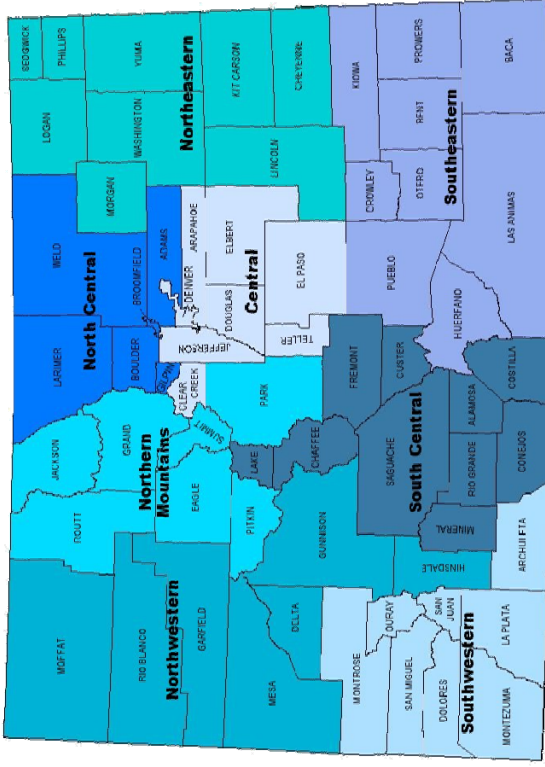 MOFFAT
ROUTT
JACKSON
LARIMER
WELD
LOGAN
SEDGWICK
PHILLIPS
RIO BLANCO
GRAND
BOULDER
North Central
BROOMFIELD
MORGAN
WASHINGTON
YUMA
Northwestern
GARFIELD
Northern
Mountains
EAGLE
SUMMIT
GILPIN
CLEAR
CREEK
JEFFERSON
DENVER
ADAMS
ARAPAHOE
Northeastern
KIT CARSON
MESA
PITKIN
LAKE
PARK
DOUGLAS
ELBERT
Central
LINCOLN
CHEYENNE
DELTA
GUNNISON
CHAFFEE
TELLER
EL PASO
MONTROSE
OURAY
SAGUACHE
FREMONT
CUSTER
PUEBLO
CROWLEY
KIOWA
SAN MIGUEL
DOLORES
SAN
JUAN
HINSDALE
MINERAL
South Central
RIO GRANDE
ALAMOSA
HUERFANO
OTERO
BENT
PROWERS
Southwestern
Southeastern
MONTEZUMA
LA PLATA
ARCHULETA
CONEJOS
COSTILLA
LAS ANIMAS
BACA